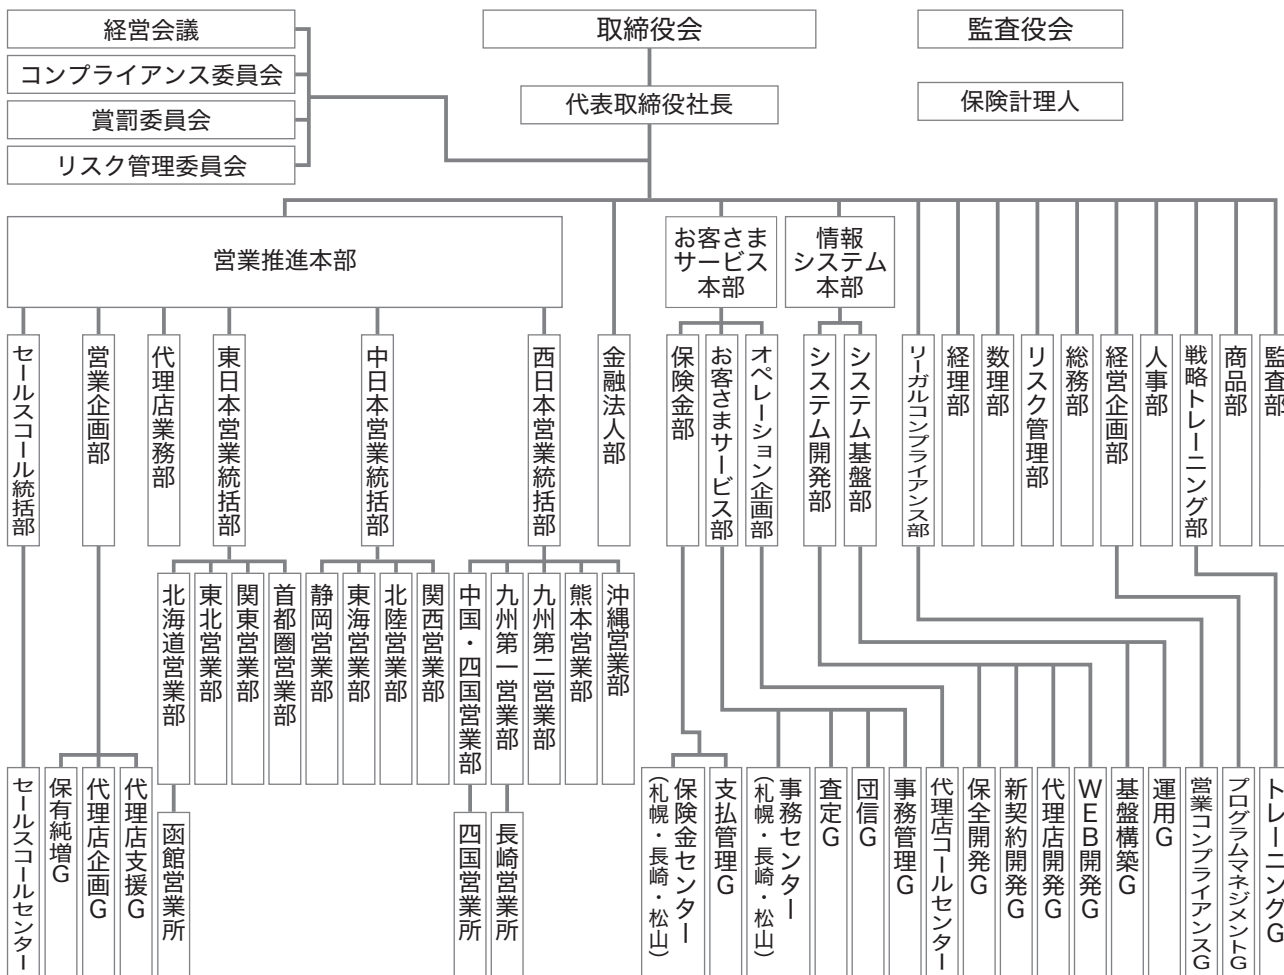 経営会議
コンプライアンス委員会
賞罰委員会
リスク管理委員会
取締役会
代表取締役社長
監査役会
保険計理人
営業推進本部
お客さま
サービス
本部
情報
システム
本部
セールスコール統括部
営業企画部
代理店業務部
東日本営業統括部
中日本営業統括部
西日本営業統括部
金融法人部
保険金部
お客さまサービス部
オペレーション企画部
システム開発部
システム基盤部
リーガルコンプライアンス部
経理部
数理部
リスク管理部
総務部
経営企画部
人事部
戦略トレーニング部
商品部
監査部
北海道営業部
東北営業部
関東営業部
首都圏営業部
静岡営業部
東海営業部
北陸営業部
関西営業部
中国・四国営業部
九州第一営業部
九州第二営業部
熊本営業部
沖縄営業部
セールスコールセンター
保有純増G
代理店企画G
代理店支援G
函館営業所
四国営業所
長崎営業所
保険金センター
(札幌・長崎・松山)
支払管理G
事務センター
(札幌・長崎・松山)
査定G
団信G
事務管理G
代理店コールセンター
保全開発G
新契約開発G
代理店開発G
WEB開発G
基盤構築G
運用G
営業コンプライアンスG
プログラムマネジメントG
トレーニングG